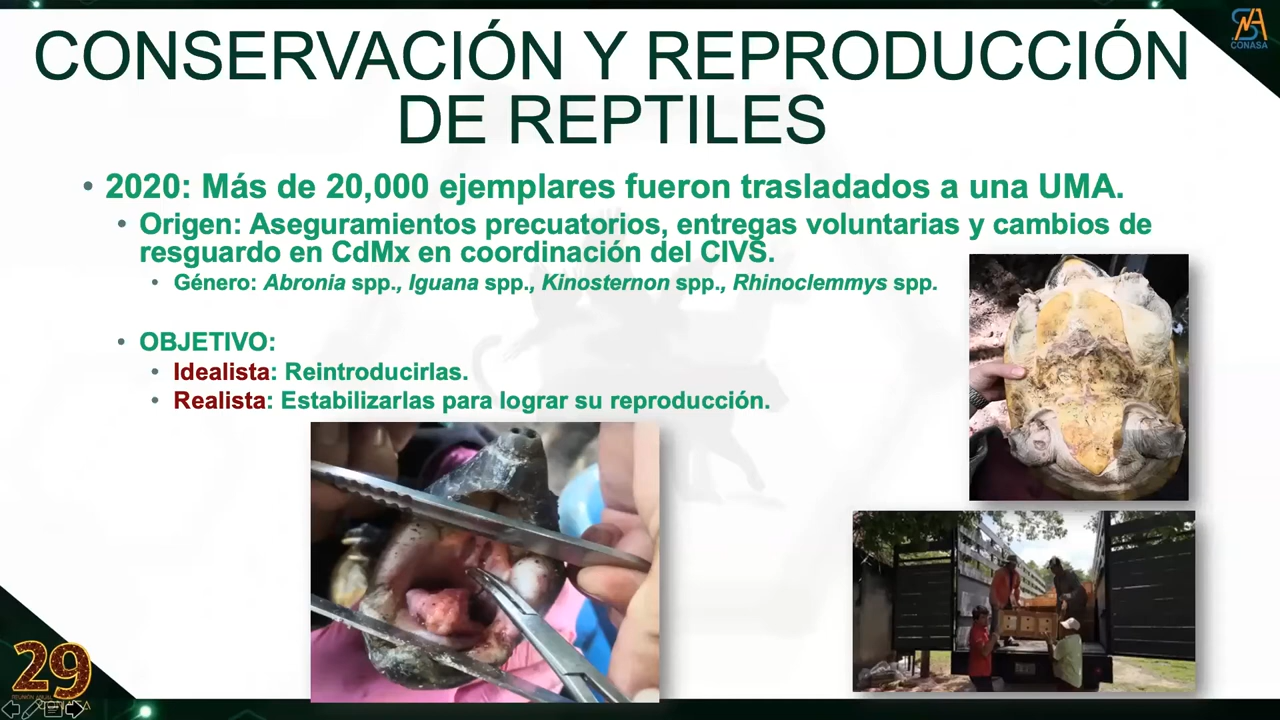 CONASA
CONSERVACIÓN Y REPRODUCCIÓN
DE REPTILES
• 2020: Más de 20,000 ejemplares fueron trasladados a una UMA.
• Origen: Aseguramientos precuatorios, entregas voluntarias y cambios de
resguardo en CdMx en coordinación del CIVS.
• Género: Abronia spp., Iguana spp., Kinosternon spp., Rhinoclemmys spp.
• OBJETIVO:
• Idealista: Reintroducirlas.
• Realista: Estabilizarlas para lograr su reproducción.
29
CONASA